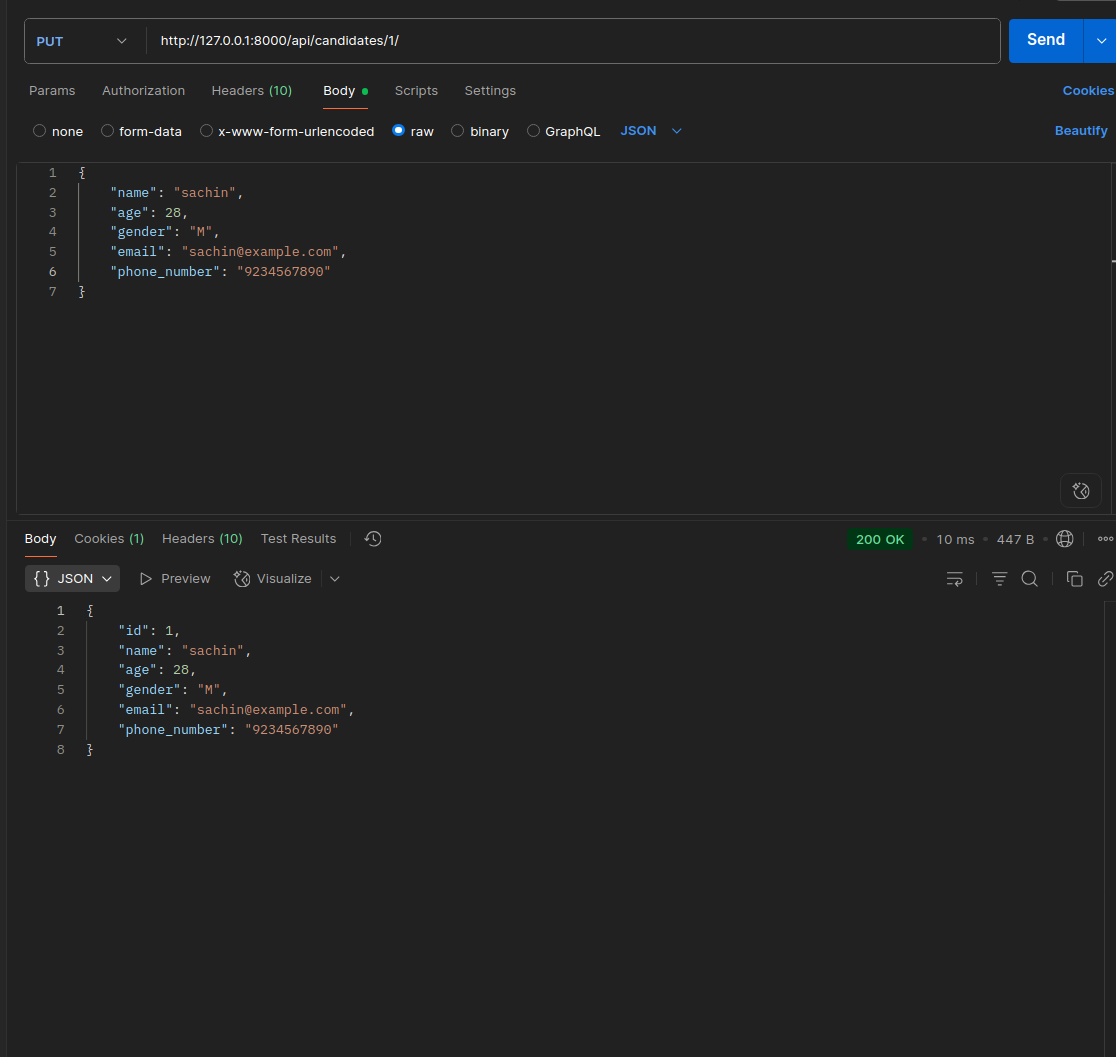 PUT http://127.0.0.1:8000/api/candidates/1/ Send
Params Authorization Headers (10) Body Scripts Settings Cookies
none form-data x-www-form-urlencoded raw binary GraphQL JSON Beautify
1 {
2 "name": "sachin",
3 "age": 28,
4 "gender": "M",
5 "email": "sachin@example.com",
6 "phone_number": "9234567890"
7 }
Body Cookies (1) Headers (10) Test Results 200 OK • 10 ms • 447 B •
{} JSON Preview Visualize
1 {
2 "id": 1,
3 "name": "sachin",
4 "age": 28,
5 "gender": "M",
6 "email": "sachin@example.com",
7 "phone_number": "9234567890"
8 }